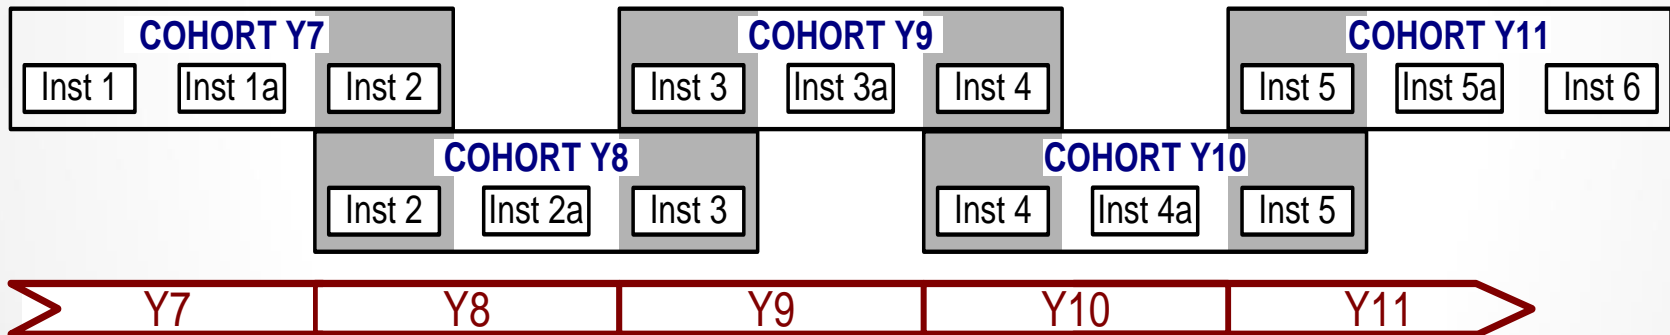 COHORT Y7
Inst 1 Inst 1a Inst 2
COHORT Y9
Inst 3 Inst 3a Inst 4
COHORT Y11
Inst 5 Inst 5a Inst 6
COHORT Y8
Inst 2 Inst 2a Inst 3
COHORT Y10
Inst 4 Inst 4a Inst 5
Y7 Y8 Y9 Y10 Y11